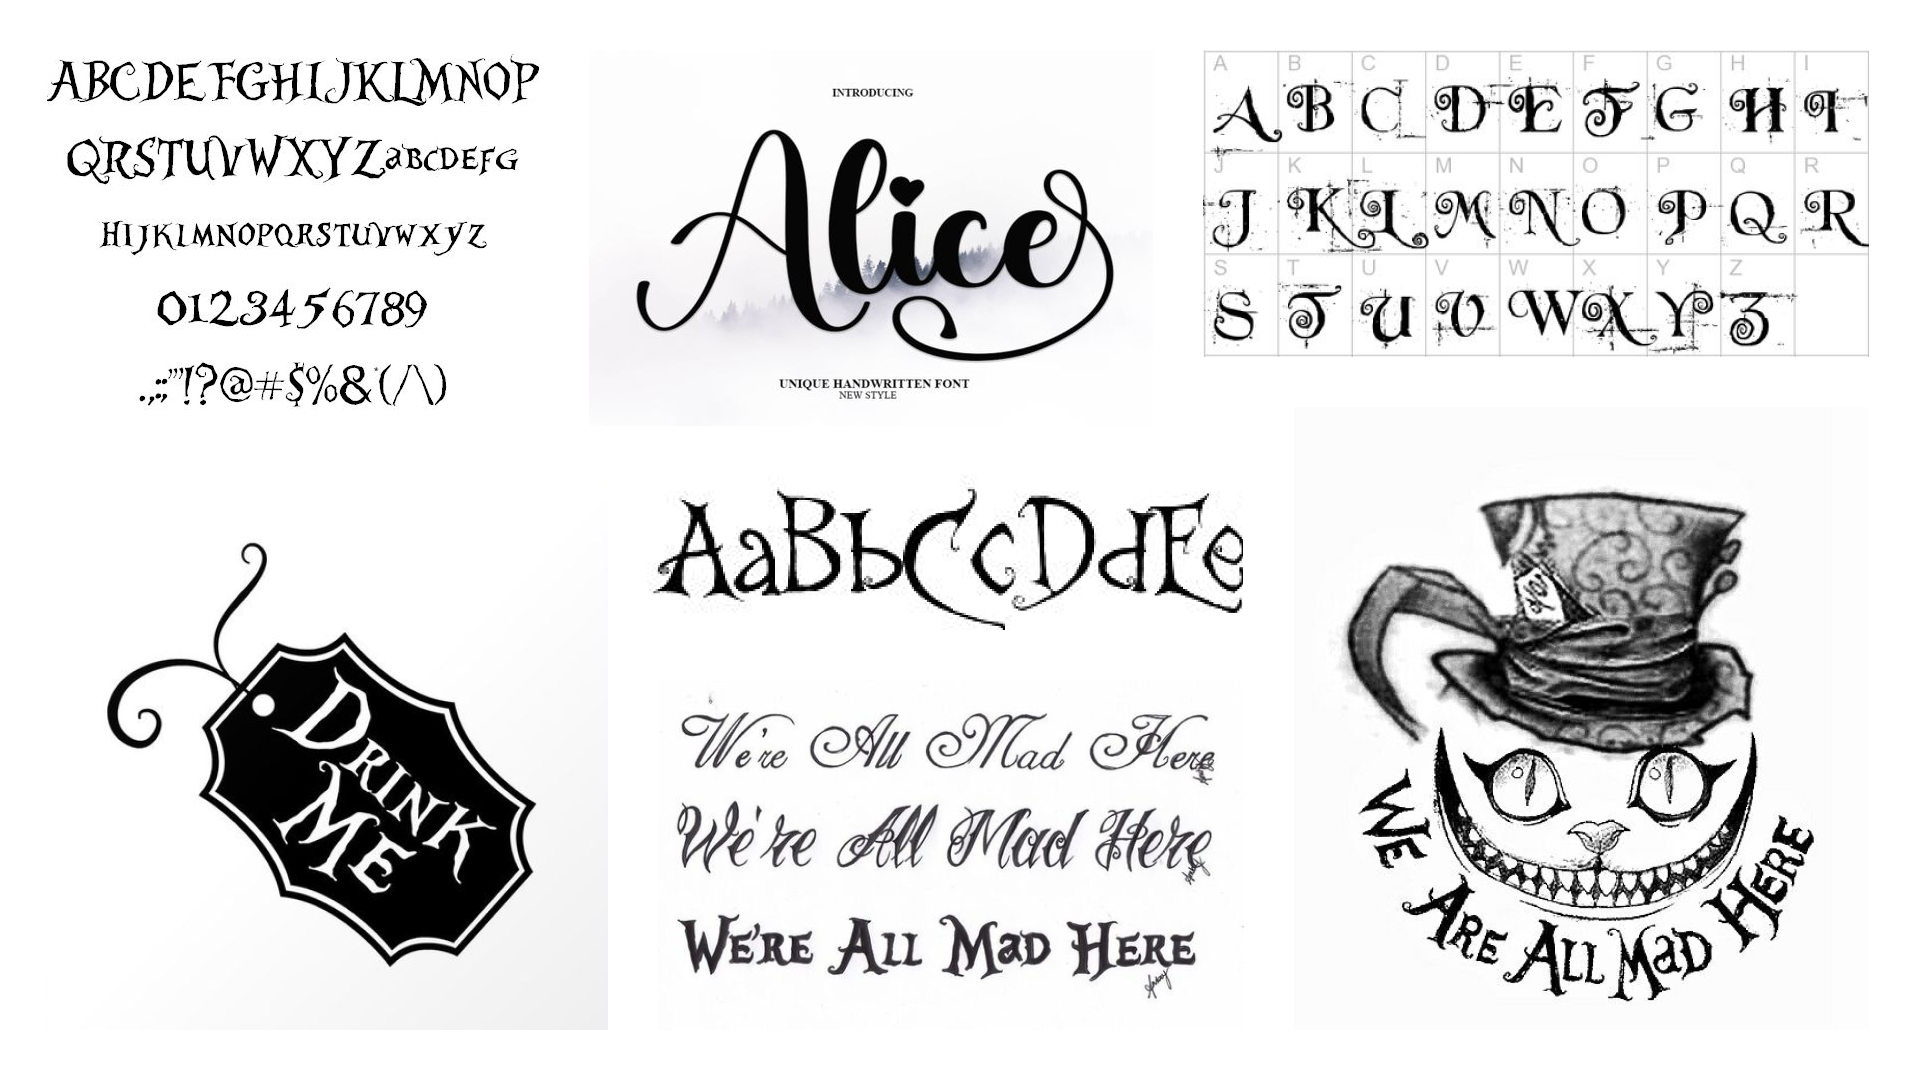 ABCDEFGHIJKLMNOP
QRSTUVWXYZaBCDEFG
HIJKLMNOPQRSTUVWXYZ
0123456789
.,:;'"!?@#$%&*(/\)
INTRODUCING
Alice
UNIQUE HANDWRITTEN FONT
NEW STYLE
A B C D E F G H I
A B C D E F G H I
J K L M N O P Q R
J K L M N O P Q R
S T U V W X Y Z
S T U V W X Y Z
DRINK
ME
AaBbCcDdEe
We're All Mad Here
We're All Mad Here
WE'RE ALL MaD HERE
WE ARE ALL MaD HERE